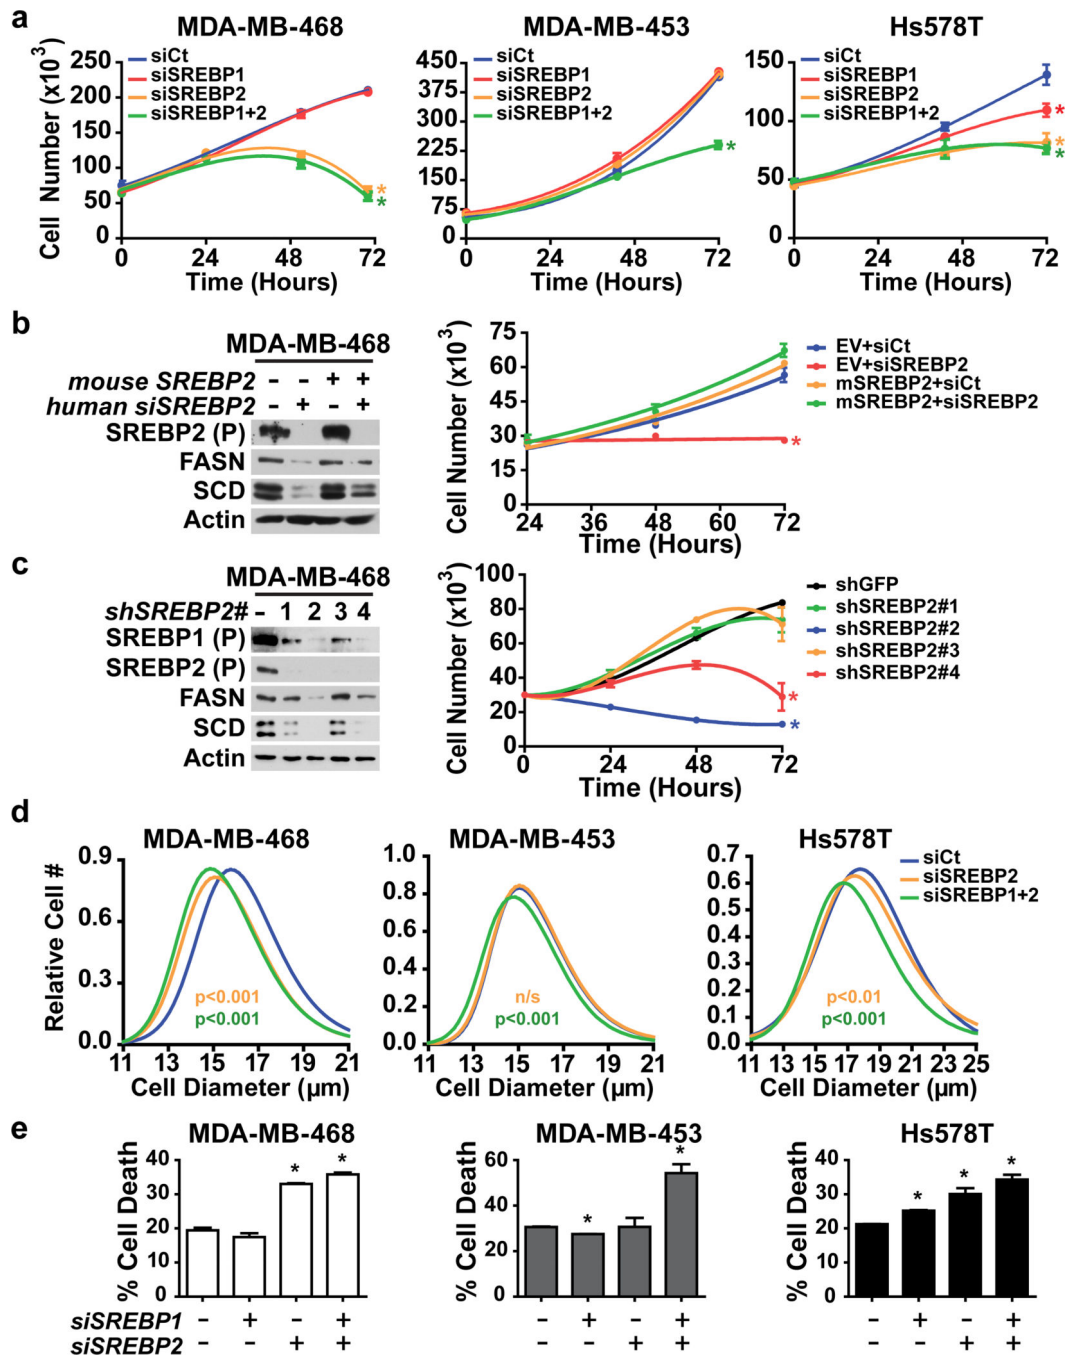 a
MDA-MB-468
MDA-MB-453
Hs578T
Cell Number (x10³)
250
200
150
100
50
0
siCt
siSREBP1
siSREBP2
siSREBP1+2
*
*
0 24 48 72
Time (Hours)
450
375
300
225
150
75
0
siCt
siSREBP1
siSREBP2
siSREBP1+2
*
0 24 48 72
Time (Hours)
150
100
50
0
siCt
siSREBP1
siSREBP2
siSREBP1+2
*
*
*
0 24 48 72
Time (Hours)
b
MDA-MB-468
mouse SREBP2 - - + +
human siSREBP2 - + - +
SREBP2 (P)
FASN
SCD
Actin
Cell Number (x10³)
75
60
45
30
15
0
*
24 36 48 60 72
Time (Hours)
EV+siCt
EV+siSREBP2
mSREBP2+siCt
mSREBP2+siSREBP2
c
MDA-MB-468
shSREBP2# - 1 2 3 4
SREBP1 (P)
SREBP2 (P)
FASN
SCD
Actin
Cell Number (x10³)
100
80
60
40
20
0
*
*
0 24 48 72
Time (Hours)
shGFP
shSREBP2#1
shSREBP2#2
shSREBP2#3
shSREBP2#4
d
MDA-MB-468
MDA-MB-453
Hs578T
Relative Cell #
0.9
0.6
0.3
0.0
p<0.001
p<0.001
11 13 15 17 19 21
Cell Diameter (µm)
1.0
0.8
0.6
0.4
0.2
0.0
n/s
p<0.001
11 13 15 17 19 21
Cell Diameter (µm)
0.7
0.6
0.5
0.4
0.3
0.2
0.1
0.0
p<0.01
p<0.001
11 13 15 17 19 21 23 25
Cell Diameter (µm)
siCt
siSREBP2
siSREBP1+2
e
MDA-MB-468
MDA-MB-453
Hs578T
% Cell Death
40
30
20
10
0
* *
% Cell Death
60
40
20
0
* *
% Cell Death
40
30
20
10
0
* * *
siSREBP1 - + - + - + - + - + - +
siSREBP2 - - + + - - + + - - + +